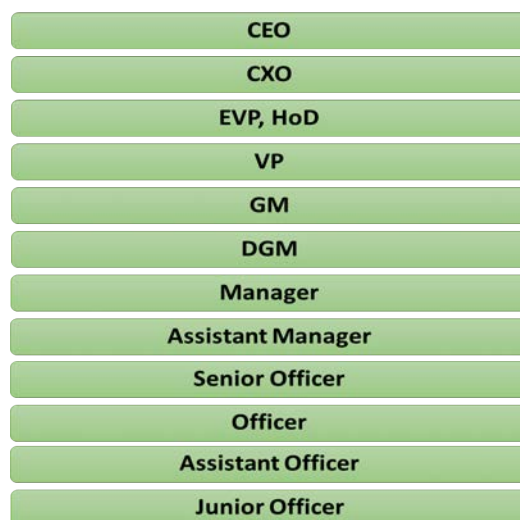 CEO
CXO
EVP, HoD
VP
GM
DGM
Manager
Assistant Manager
Senior Officer
Officer
Assistant Officer
Junior Officer